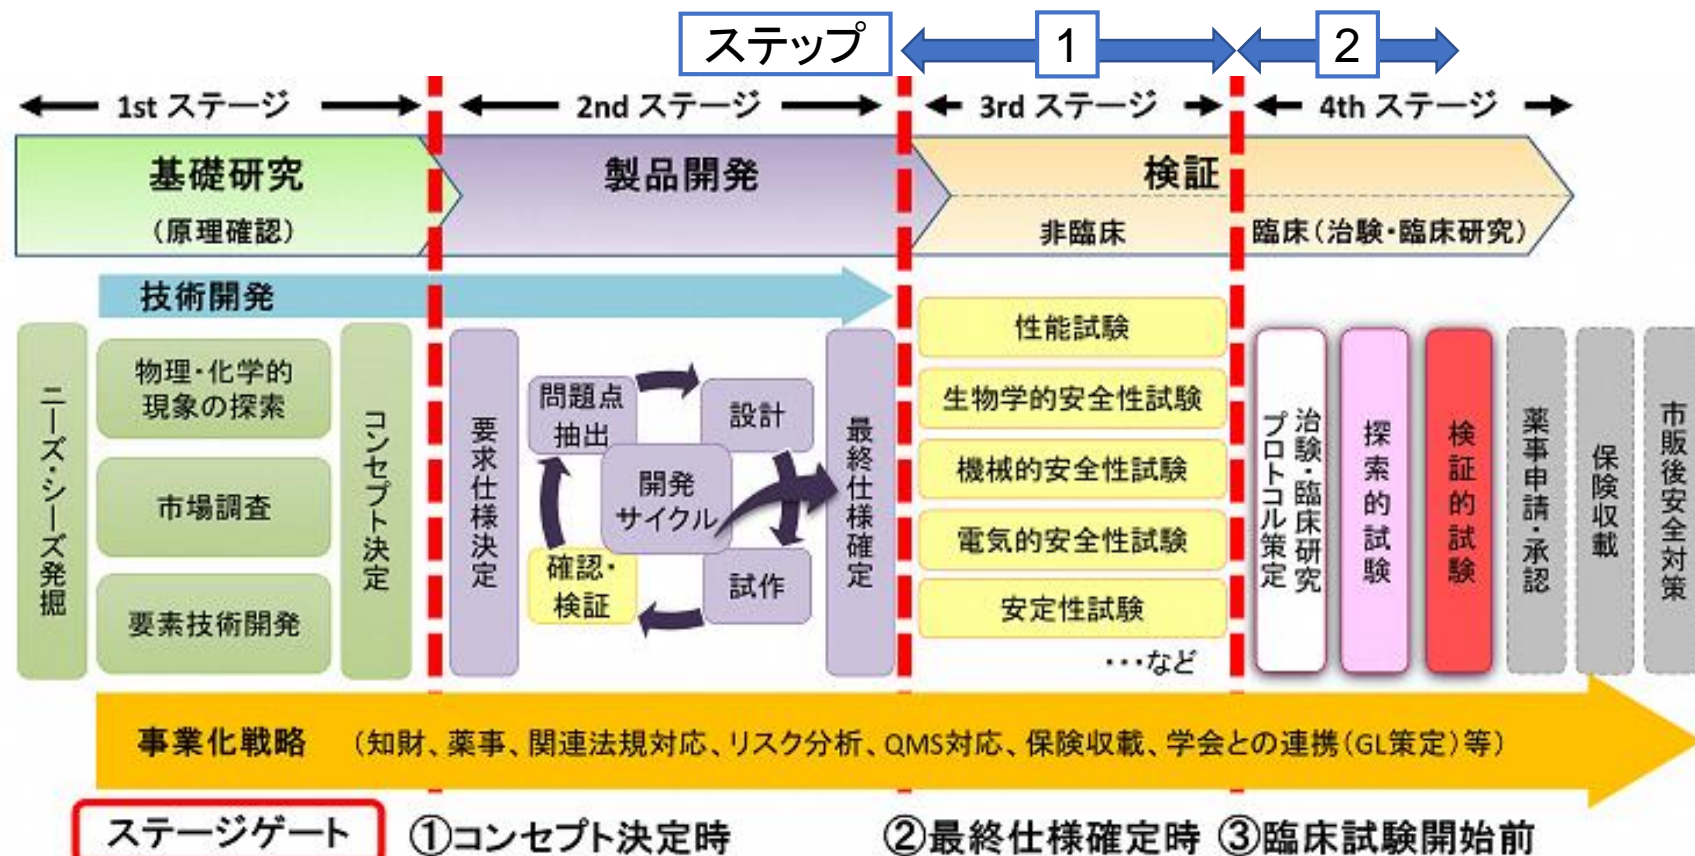 ステップ
1
2
1st ステージ
2nd ステージ
3rd ステージ
4th ステージ
基礎研究
(原理確認)
製品開発
検証
非臨床
臨床(治験・臨床研究)
技術開発
ニーズ・シーズ発掘
物理・化学的
現象の探索
市場調査
要素技術開発
コンセプト決定
要求仕様決定
問題点
抽出
設計
開発
サイクル
確認・
検証
試作
最終仕様確定
性能試験
生物学的安全性試験
機械的安全性試験
電気的安全性試験
安定性試験
・・・など
治験・臨床研究
プロトコル策定
探索的試験
検証的試験
薬事申請・承認
保険収載
市販後安全対策
事業化戦略 (知財、薬事、関連法規対応、リスク分析、QMS対応、保険収載、学会との連携(GL策定)等)
ステージゲート
①コンセプト決定時
②最終仕様確定時
③臨床試験開始前